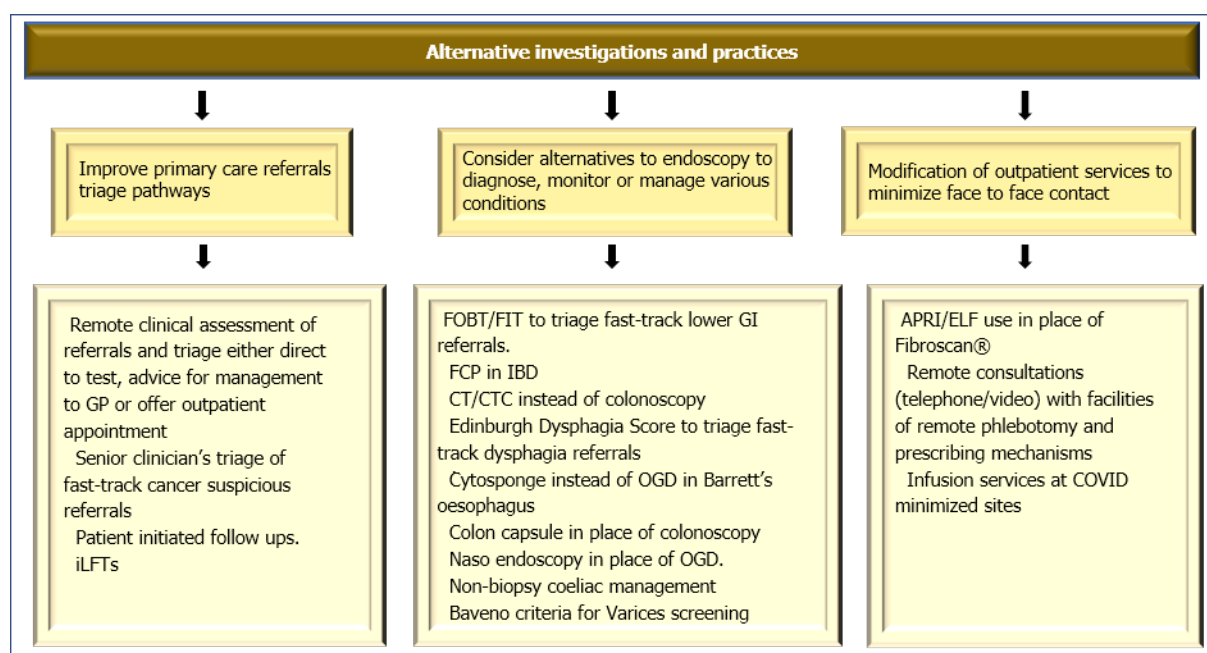 Alternative investigations and practices
Improve primary care referrals
triage pathways
Consider alternatives to endoscopy to
diagnose, monitor or manage various
conditions
Modification of outpatient services to
minimize face to face contact
Remote clinical assessment of
referrals and triage either direct
to test, advice for management
to GP or offer outpatient
appointment
Senior clinician's triage of
fast-track cancer suspicious
referrals
Patient initiated follow ups.
iLFTs
FOBT/FIT to triage fast-track lower GI
referrals.
FCP in IBD
CT/CTC instead of colonoscopy
Edinburgh Dysphagia Score to triage fast-
track dysphagia referrals
Cytosponge instead of OGD in Barrett's
oesophagus
Colon capsule in place of colonoscopy
Naso endoscopy in place of OGD.
Non-biopsy coeliac management
Baveno criteria for Varices screening
APRI/ELF use in place of
Fibroscan®
Remote consultations
(telephone/video) with facilities
of remote phlebotomy and
prescribing mechanisms
Infusion services at COVID
minimized sites